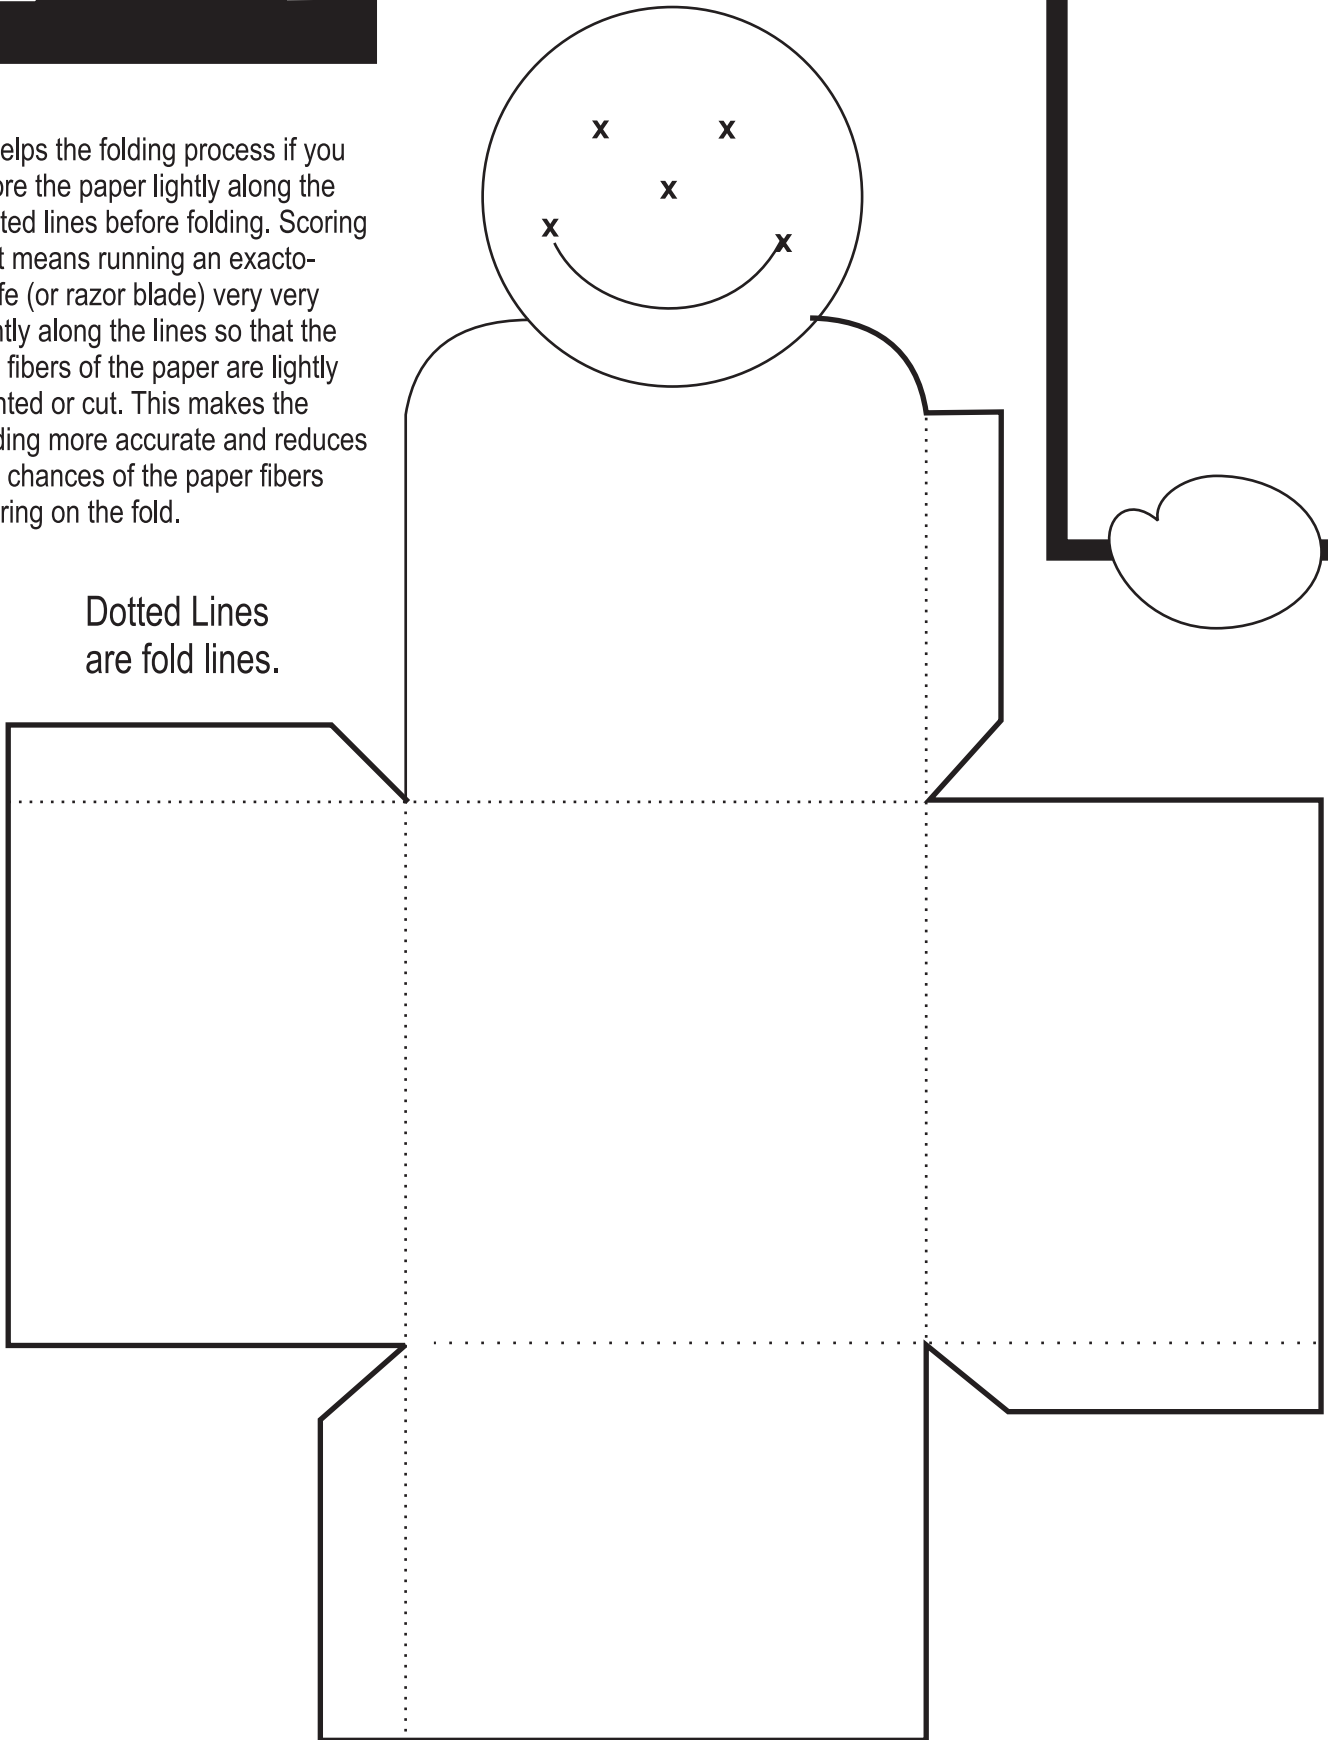 elps the folding process if you
ore the paper lightly along the
ted lines before folding. Scoring
t means running an exacto-
fe (or razor blade) very very
ntly along the lines so that the
fibers of the paper are lightly
nted or cut. This makes the
ding more accurate and reduces
chances of the paper fibers
ring on the fold.
Dotted Lines
are fold lines.
x x
x
x
x